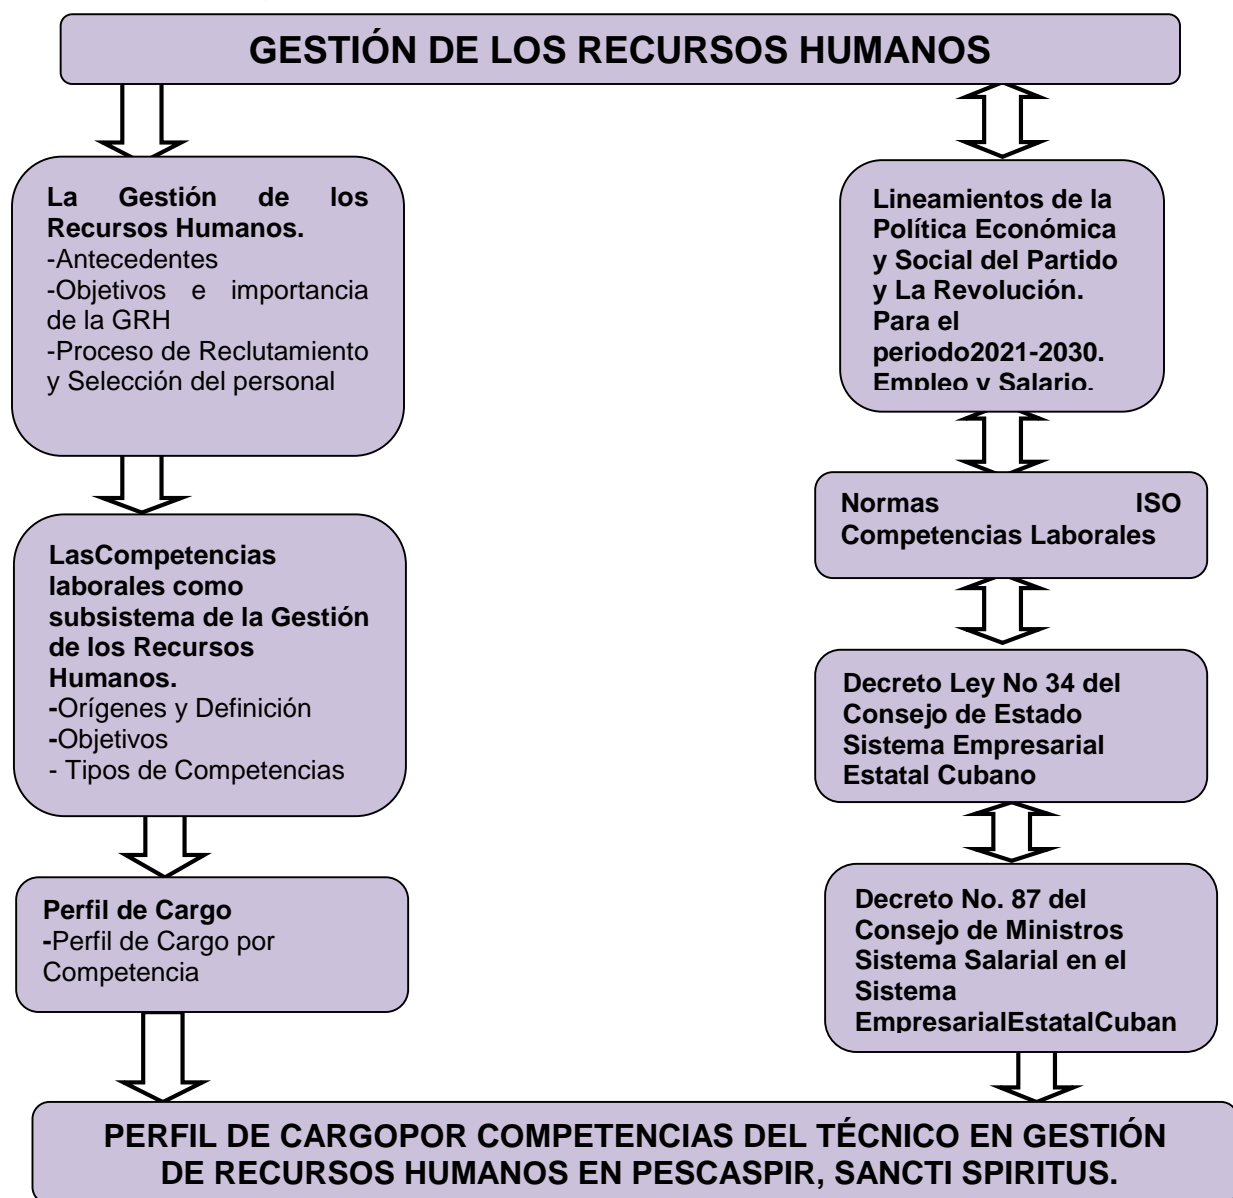 GESTIÓN DE LOS RECURSOS HUMANOS
La Gestión de los
Recursos Humanos.
-Antecedentes
-Objetivos e importancia
de la GRH
-Proceso de Reclutamiento
y Selección del personal
LasCompetencias
laborales como
subsistema de la Gestión
de los Recursos
Humanos.
-Orígenes y Definición
-Objetivos
- Tipos de Competencias
Perfil de Cargo
-Perfil de Cargo por
Competencia
Lineamientos de la
Política Económica
y Social del Partido
y La Revolución.
Para el
periodo2021-2030.
Empleo y Salario.
Normas ISO
Competencias Laborales
Decreto Ley No 34 del
Consejo de Estado
Sistema Empresarial
Estatal Cubano
Decreto No. 87 del
Consejo de Ministros
Sistema Salarial en el
Sistema
EmpresarialEstatalCuban
PERFIL DE CARGOPOR COMPETENCIAS DEL TÉCNICO EN GESTIÓN
DE RECURSOS HUMANOS EN PESCASPIR, SANCTI SPIRITUS.